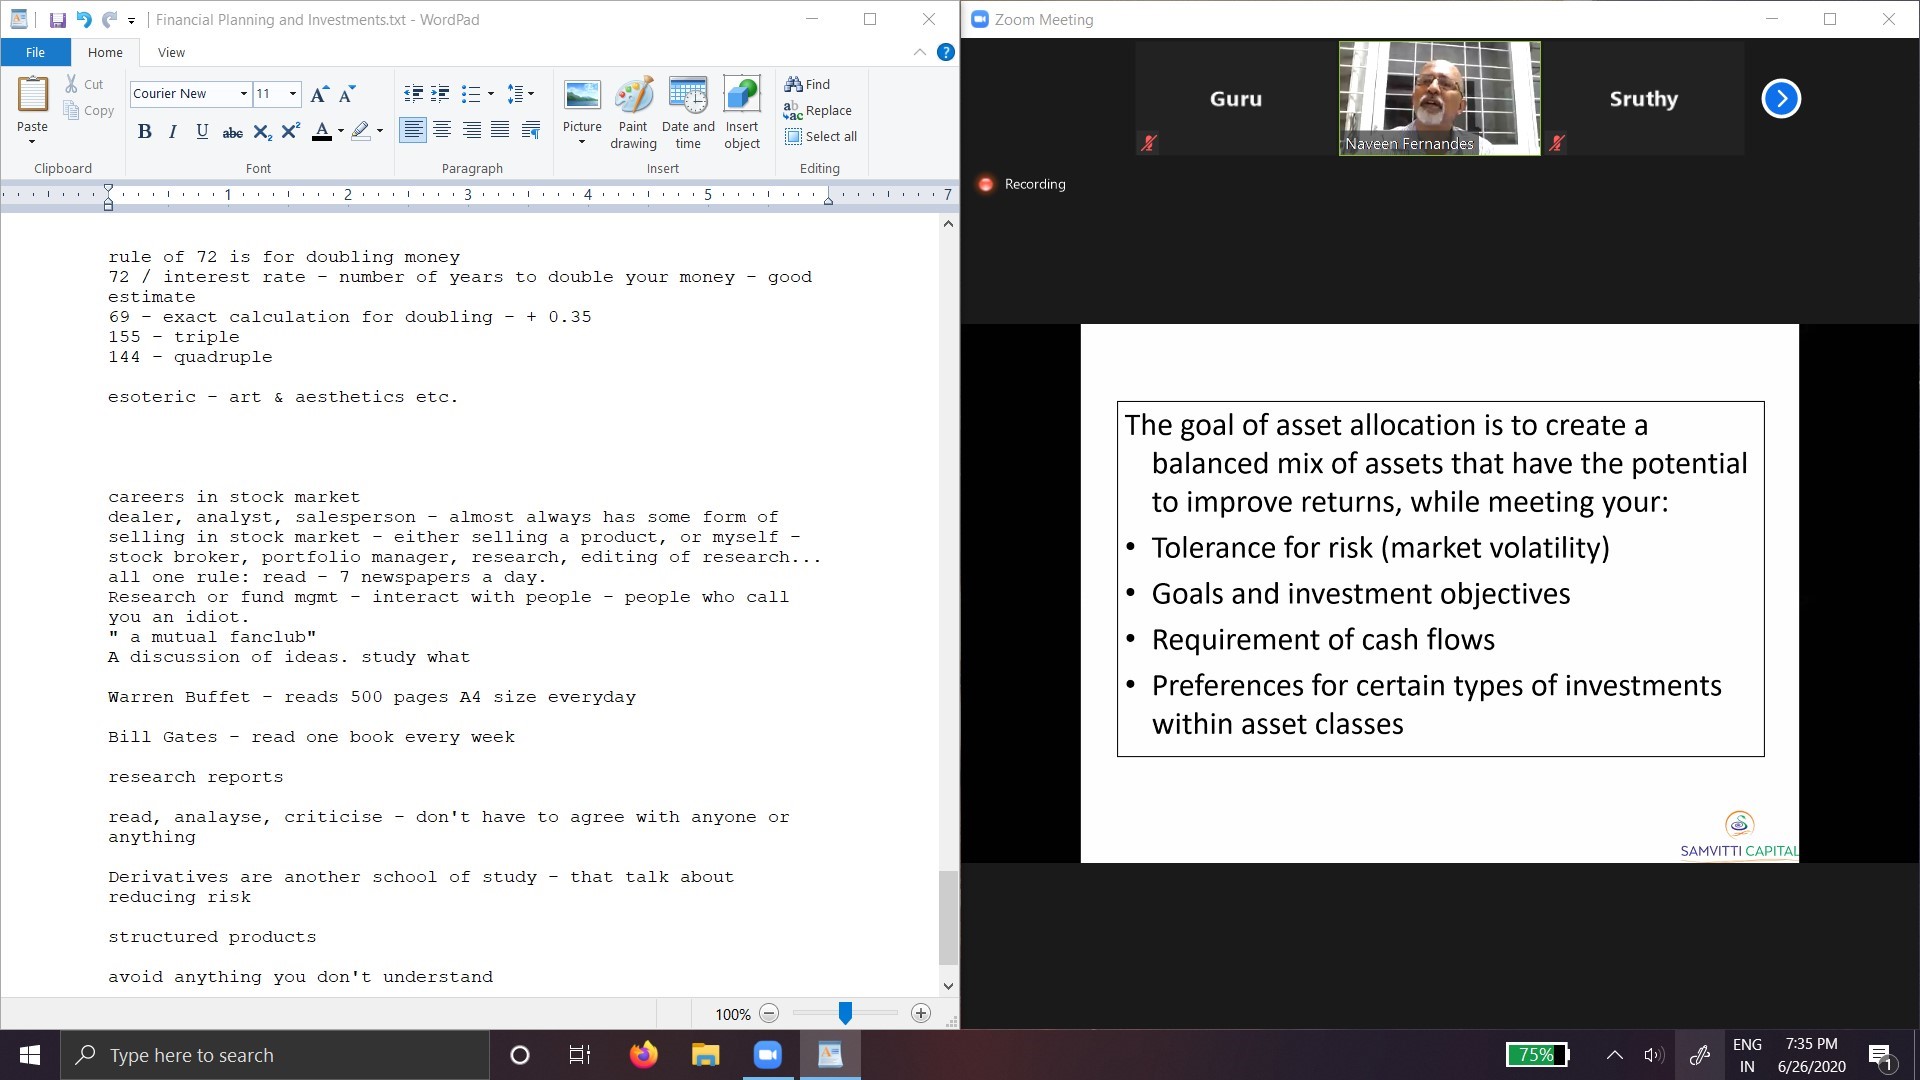 Financial Planning and Investments.txt - WordPad
File
Home
View
Paste
Cut
Copy
Clipboard
Courier New
11
Font
Paragraph
Picture
Paint drawing
Date and time
Insert object
Insert
Find
Replace
Select all
Editing
1 2 3 4 5 7
rule of 72 is for doubling money
72 / interest rate - number of years to double your money - good
estimate
69 - exact calculation for doubling - + 0.35
155 - triple
144 - quadruple
esoteric - art & aesthetics etc.
careers in stock market
dealer, analyst, salesperson - almost always has some form of
selling in stock market - either selling a product, or myself -
stock broker, portfolio manager, research, editing of research...
all one rule: read - 7 newspapers a day.
Research or fund mgmt - interact with people - people who call
you an idiot.
" a mutual fanclub"
A discussion of ideas. study what
Warren Buffet - reads 500 pages A4 size everyday
Bill Gates - read one book every week
research reports
read, analayse, criticise - don't have to agree with anyone or
anything
Derivatives are another school of study - that talk about
reducing risk
structured products
avoid anything you don't understand
100%
Zoom Meeting
Guru
Naveen Fernandes
Sruthy
Recording
The goal of asset allocation is to create a
balanced mix of assets that have the potential
to improve returns, while meeting your:
• Tolerance for risk (market volatility)
• Goals and investment objectives
• Requirement of cash flows
• Preferences for certain types of investments
within asset classes
SAMVITTI CAPITAL
Type here to search
75%
ENG
IN
7:35 PM
6/26/2020
1